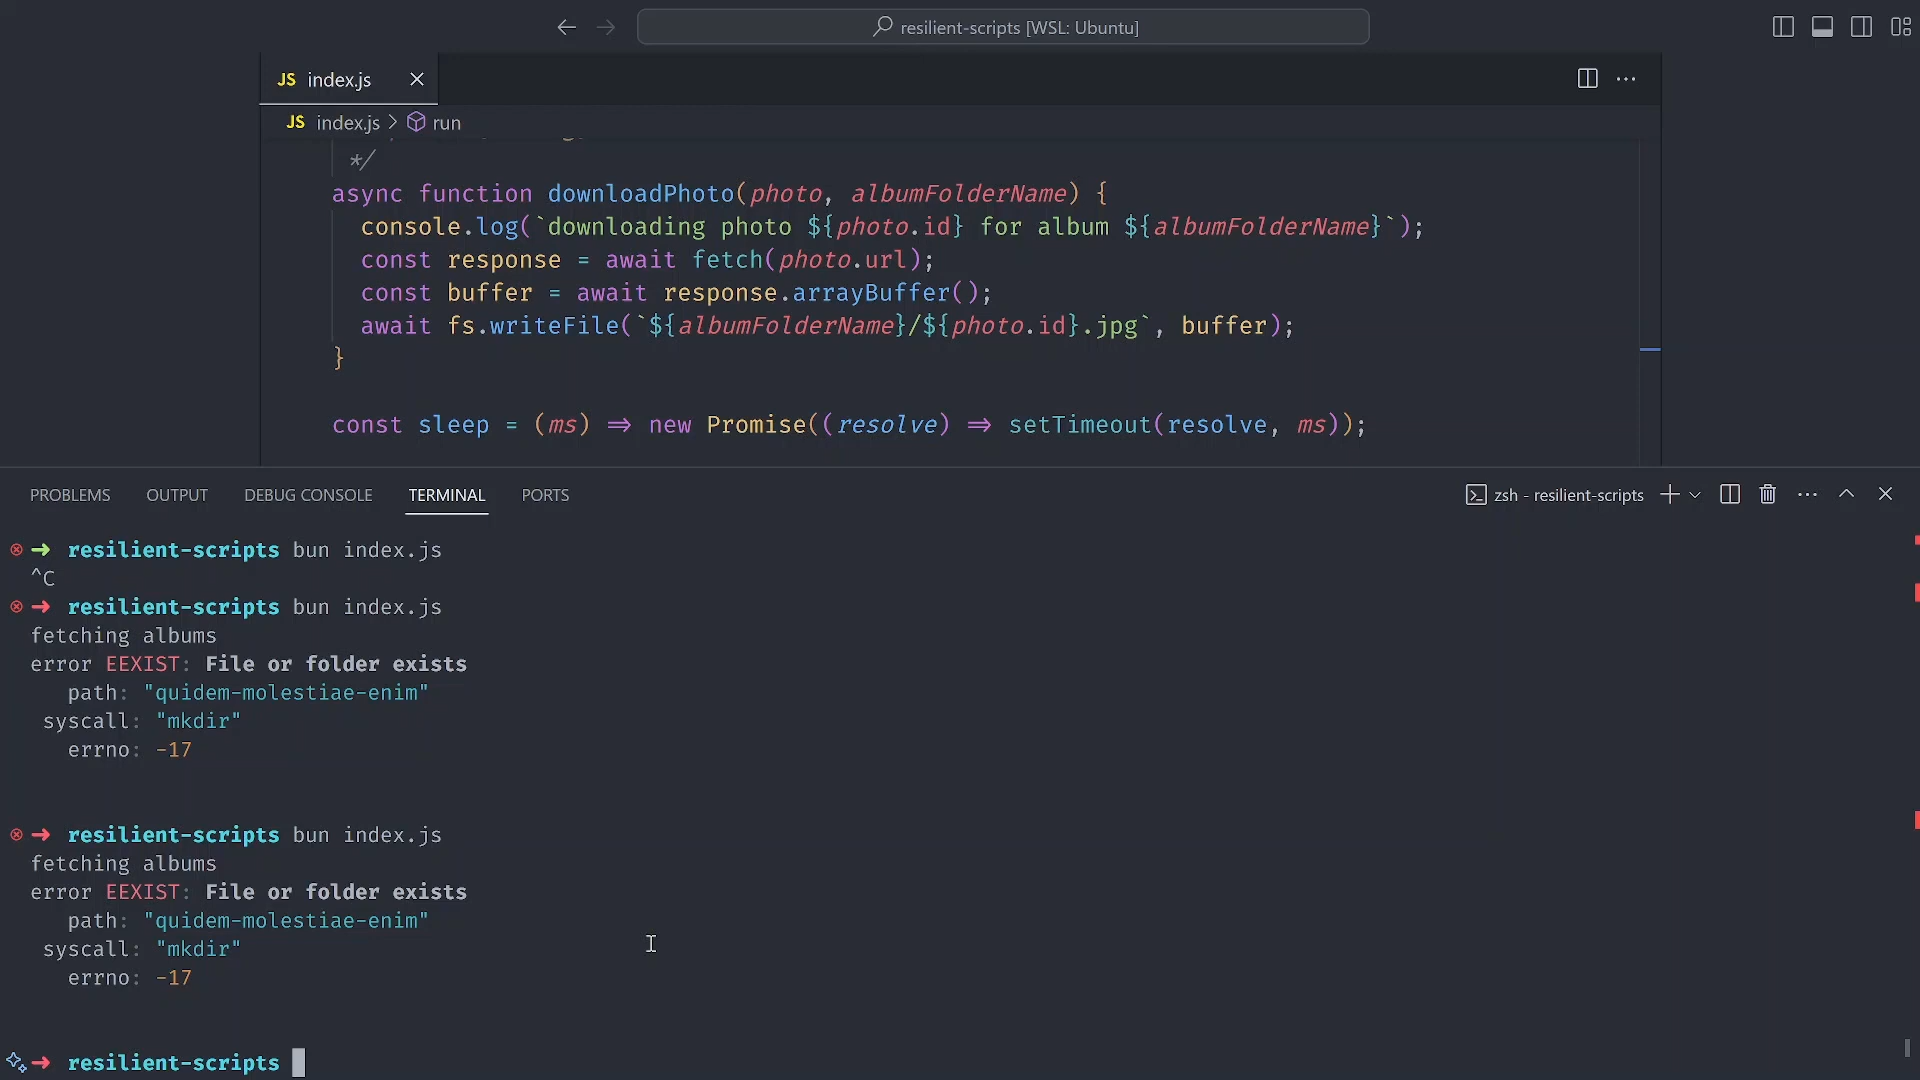 resilient-scripts [WSL: Ubuntu]
JS index.js
JS index.js > run
*/
async function downloadPhoto(photo, albumFolderName) {
console.log(`downloading photo ${photo.id} for album ${albumFolderName}`);
const response = await fetch(photo.url);
const buffer = await response.arrayBuffer();
await fs.writeFile(`${albumFolderName}/${photo.id}.jpg`, buffer);
}
const sleep = (ms) => new Promise((resolve) => setTimeout(resolve, ms));
PROBLEMS OUTPUT DEBUG CONSOLE TERMINAL PORTS zsh - resilient-scripts
resilient-scripts bun index.js
^C
resilient-scripts bun index.js
fetching albums
error EEXIST: File or folder exists
path: "quidem-molestiae-enim"
syscall: "mkdir"
errno: -17
resilient-scripts bun index.js
fetching albums
error EEXIST: File or folder exists
path: "quidem-molestiae-enim"
syscall: "mkdir"
errno: -17
resilient-scripts